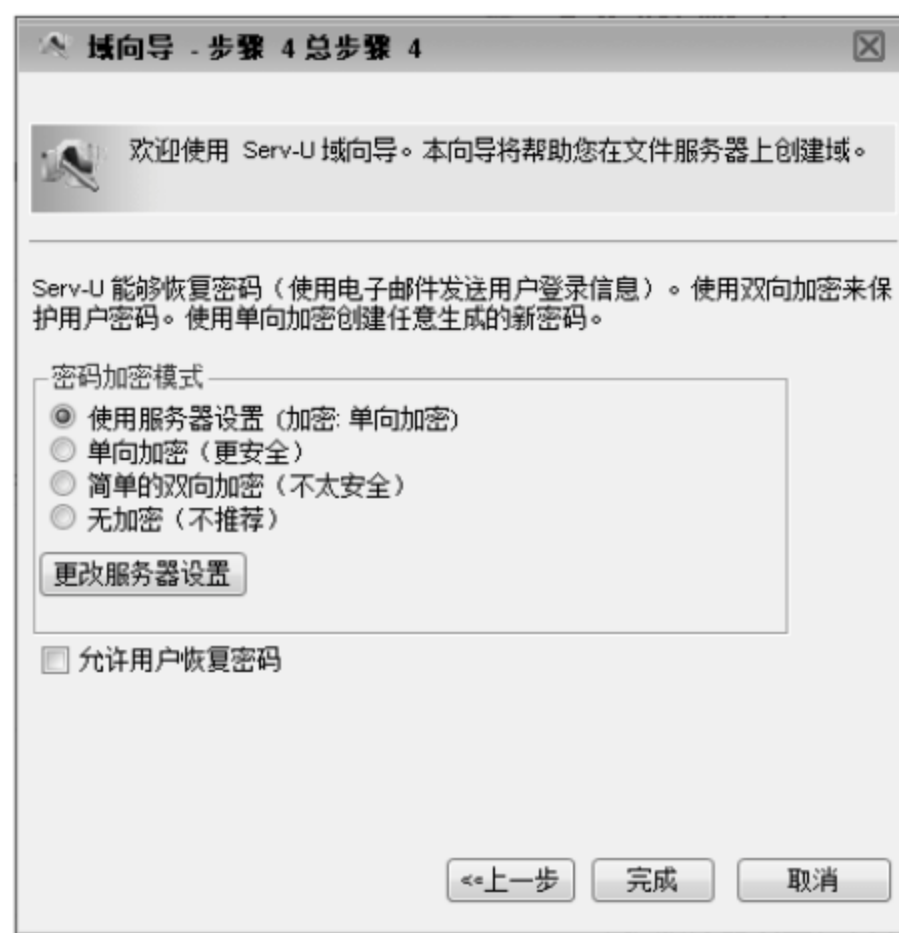 域向导 - 步骤 4 总步骤 4
欢迎使用 Serv-U 域向导。本向导将帮助您在文件服务器上创建域。
Serv-U 能够恢复密码（使用电子邮件发送用户登录信息）。使用双向加密来保
护用户密码。使用单向加密创建任意生成的新密码。
密码加密模式
使用服务器设置 (加密: 单向加密)
单向加密（更安全）
简单的双向加密（不太安全）
无加密（不推荐）
更改服务器设置
允许用户恢复密码
<<上一步 完成 取消